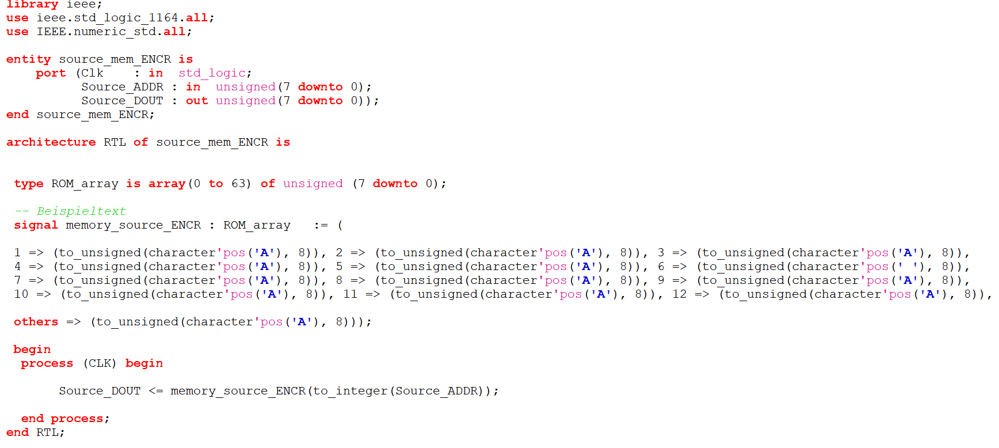 library ieee;
use ieee.std_logic_1164.all;
use IEEE.numeric_std.all;

entity source_mem_ENCR is
    port (Clk    : in  std_logic;
          Source_ADDR : in  unsigned(7 downto 0);
          Source_DOUT : out unsigned(7 downto 0));
end source_mem_ENCR;

architecture RTL of source_mem_ENCR is


 type ROM_array is array(0 to 63) of unsigned (7 downto 0);

 -- Beispieltext
 signal memory_source_ENCR : ROM_array   := (

 1 => (to_unsigned(character'pos('A'), 8)), 2 => (to_unsigned(character'pos('A'), 8)), 3 => (to_unsigned(character'pos('A'), 8)),
 4 => (to_unsigned(character'pos('A'), 8)), 5 => (to_unsigned(character'pos('A'), 8)), 6 => (to_unsigned(character'pos(' '), 8)),
 7 => (to_unsigned(character'pos('A'), 8)), 8 => (to_unsigned(character'pos('A'), 8)), 9 => (to_unsigned(character'pos('A'), 8)),
 10 => (to_unsigned(character'pos('A'), 8)), 11 => (to_unsigned(character'pos('A'), 8)), 12 => (to_unsigned(character'pos('A'), 8)),

 others => (to_unsigned(character'pos('A'), 8)));

 begin
  process (CLK) begin

       Source_DOUT <= memory_source_ENCR(to_integer(Source_ADDR));

  end process;
end RTL;